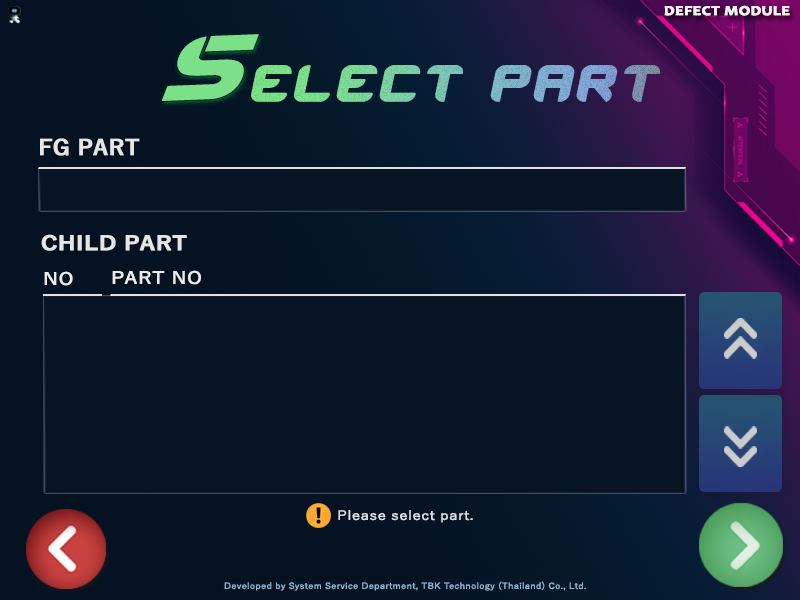 DEFECT MODULE
SELECT PART
FG PART
CHILD PART
NO PART NO
Please select part.
Developed by System Service Department, TBK Technology (Thailand) Co., Ltd.